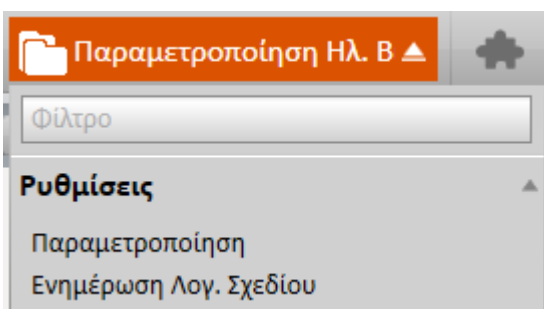 Παραμετροποίηση Ηλ. Β
Φίλτρο
Ρυθμίσεις
Παραμετροποίηση
Ενημέρωση Λογ. Σχεδίου